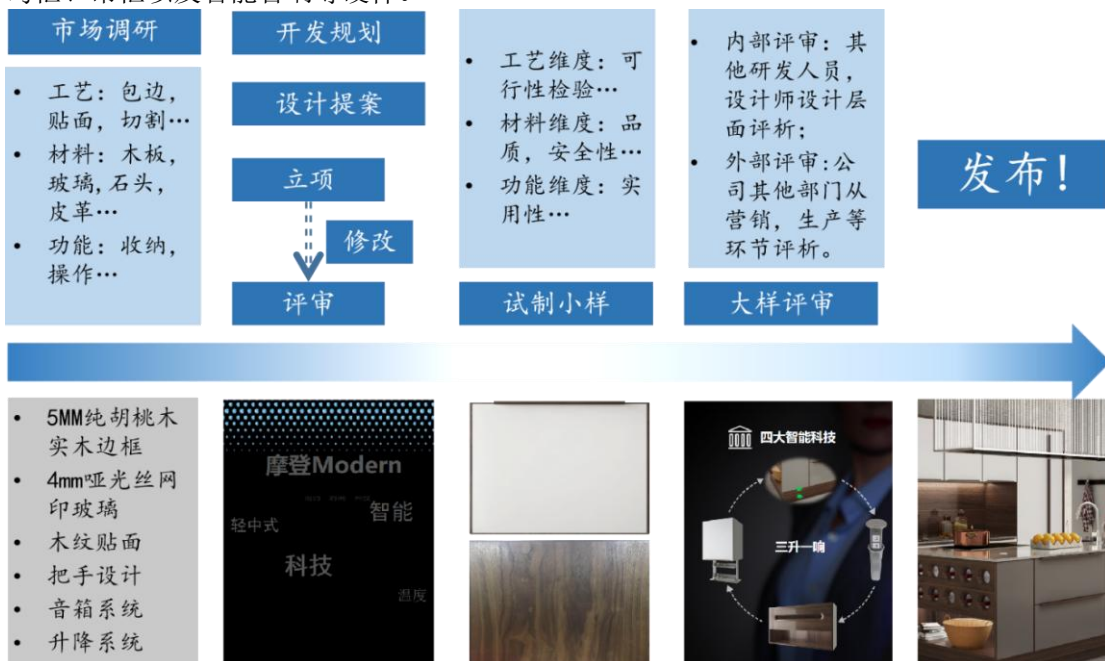 市场调研
• 工艺：包边，
贴面，切割…
• 材料：木板，
玻璃,石头，
皮革…
• 功能：收纳，
操作…
开发规划
设计提案
立项
修改
评审
• 工艺维度：可
行性检验…
• 材料维度：品
质，安全性…
• 功能维度：实
用性…
试制小样
• 内部评审：其
他研发人员，
设计师设计层
面评析；
• 外部评审:公
司其他部门从
营销，生产等
环节评析。
大样评审
发布！
• 5MM纯胡桃木
实木边框
• 4mm哑光丝网
印玻璃
• 木纹贴面
• 把手设计
• 音箱系统
• 升降系统
摩登Modern
智能
轻中式
科技
温度
四大智能科技
三升一响